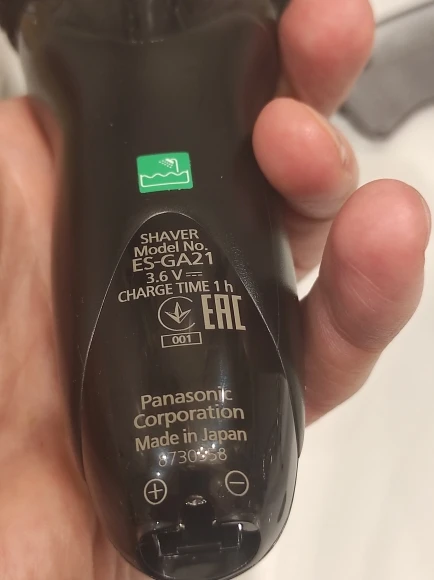 SHAVER
Model No.
ES-GA21
3.6 V ⎓
CHARGE TIME 1 h
EAC
001
Panasonic
Corporation
Made in Japan